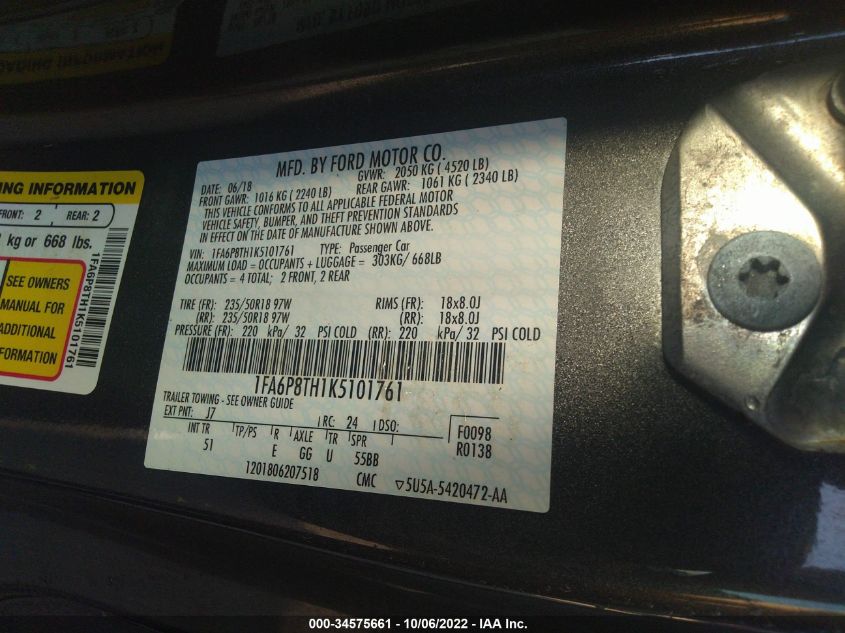 NG INFORMATION
FRONT: 2 REAR: 2
kg or 668 lbs.
SEE OWNERS
MANUAL FOR
ADDITIONAL
FORMATION
1FA6P8TH1K5101761
MFD. BY FORD MOTOR CO.
DATE: 06/18 GVWR: 2050 KG ( 4520 LB)
FRONT GAWR: 1016 KG ( 2240 LB) REAR GAWR: 1061 KG ( 2340 LB)
THIS VEHICLE CONFORMS TO ALL APPLICABLE FEDERAL MOTOR
VEHICLE SAFETY, BUMPER, AND THEFT PREVENTION STANDARDS
IN EFFECT ON THE DATE OF MANUFACTURE SHOWN ABOVE.
VIN: 1FA6P8TH1K5101761 TYPE: Passenger Car
MAXIMUM LOAD = OCCUPANTS + LUGGAGE = 303KG/ 668LB
OCCUPANTS = 4 TOTAL; 2 FRONT, 2 REAR
TIRE (FR): 235/50R18 97W RIMS (FR): 18x8.0J
(RR): 235/50R18 97W (RR): 18x8.0J
PRESSURE (FR): 220 kPa/ 32 PSI COLD (RR): 220 kPa/ 32 PSI COLD
1FA6P8TH1K5101761
TRAILER TOWING - SEE OWNER GUIDE
EXT PNT: J7 RC: 24 DSO: F0098
INT TR TP/PS R AXLE TR SPR R0138
51 E GG U 55BB
1201806207518 CMC ▽5U5A-5420472-AA
000-34575661 - 10/06/2022 - IAA Inc.